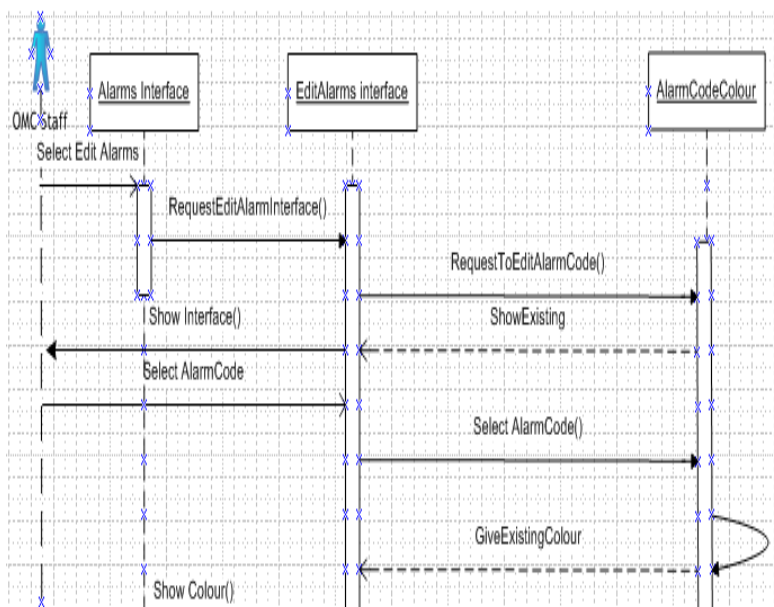 Alarms Interface
EditAlarms interface
AlarmCodeColour
OMC Staff
Select Edit Alarms
RequestEditAlarmInterface()
RequestToEditAlarmCode()
Show Interface()
ShowExisting
Select AlarmCode
Select AlarmCode()
GiveExistingColour
Show Colour()